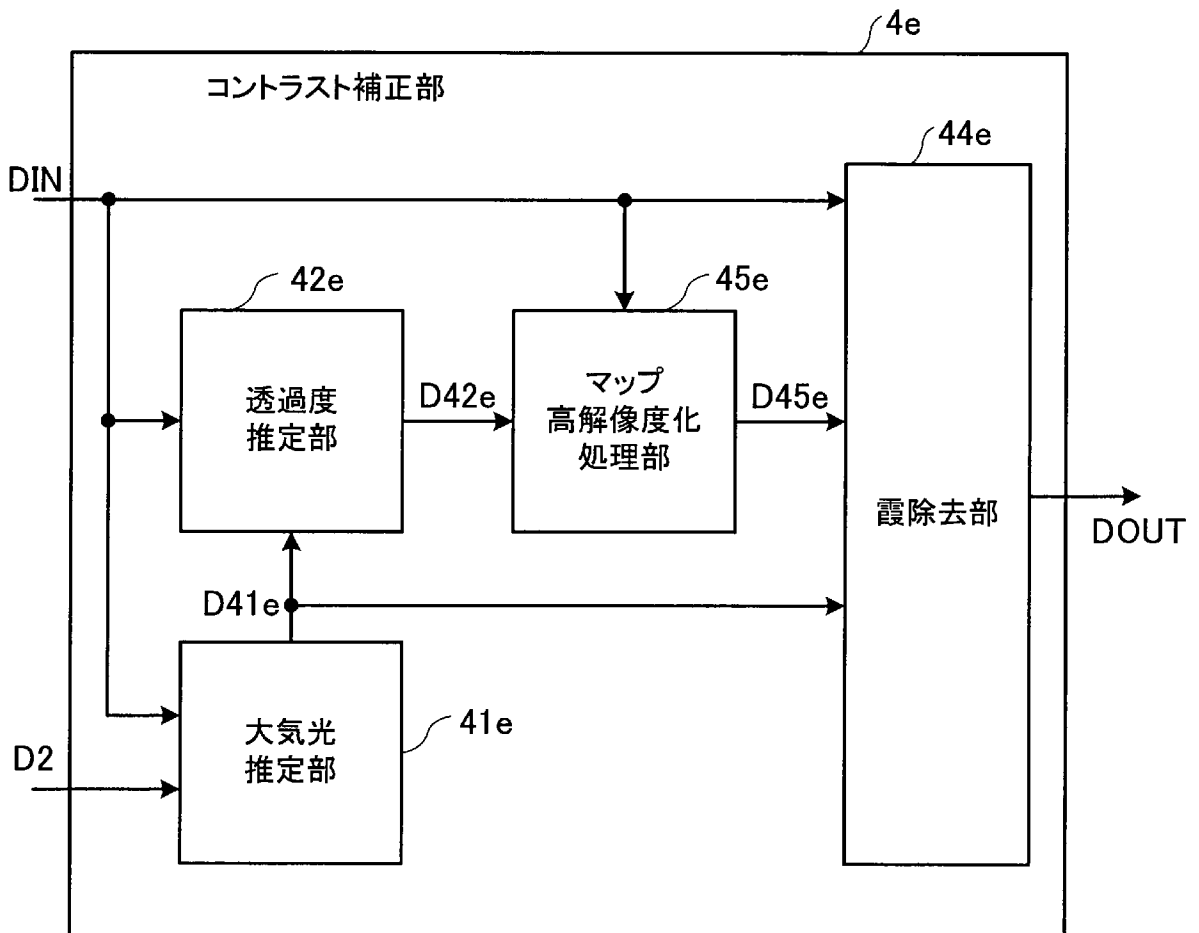 4e
コントラスト補正部
44e
DIN
42e
45e
透過度
推定部
D42e
マップ
高解像度化
処理部
D45e
霞除去部
DOUT
D41e
大気光
推定部
41e
D2